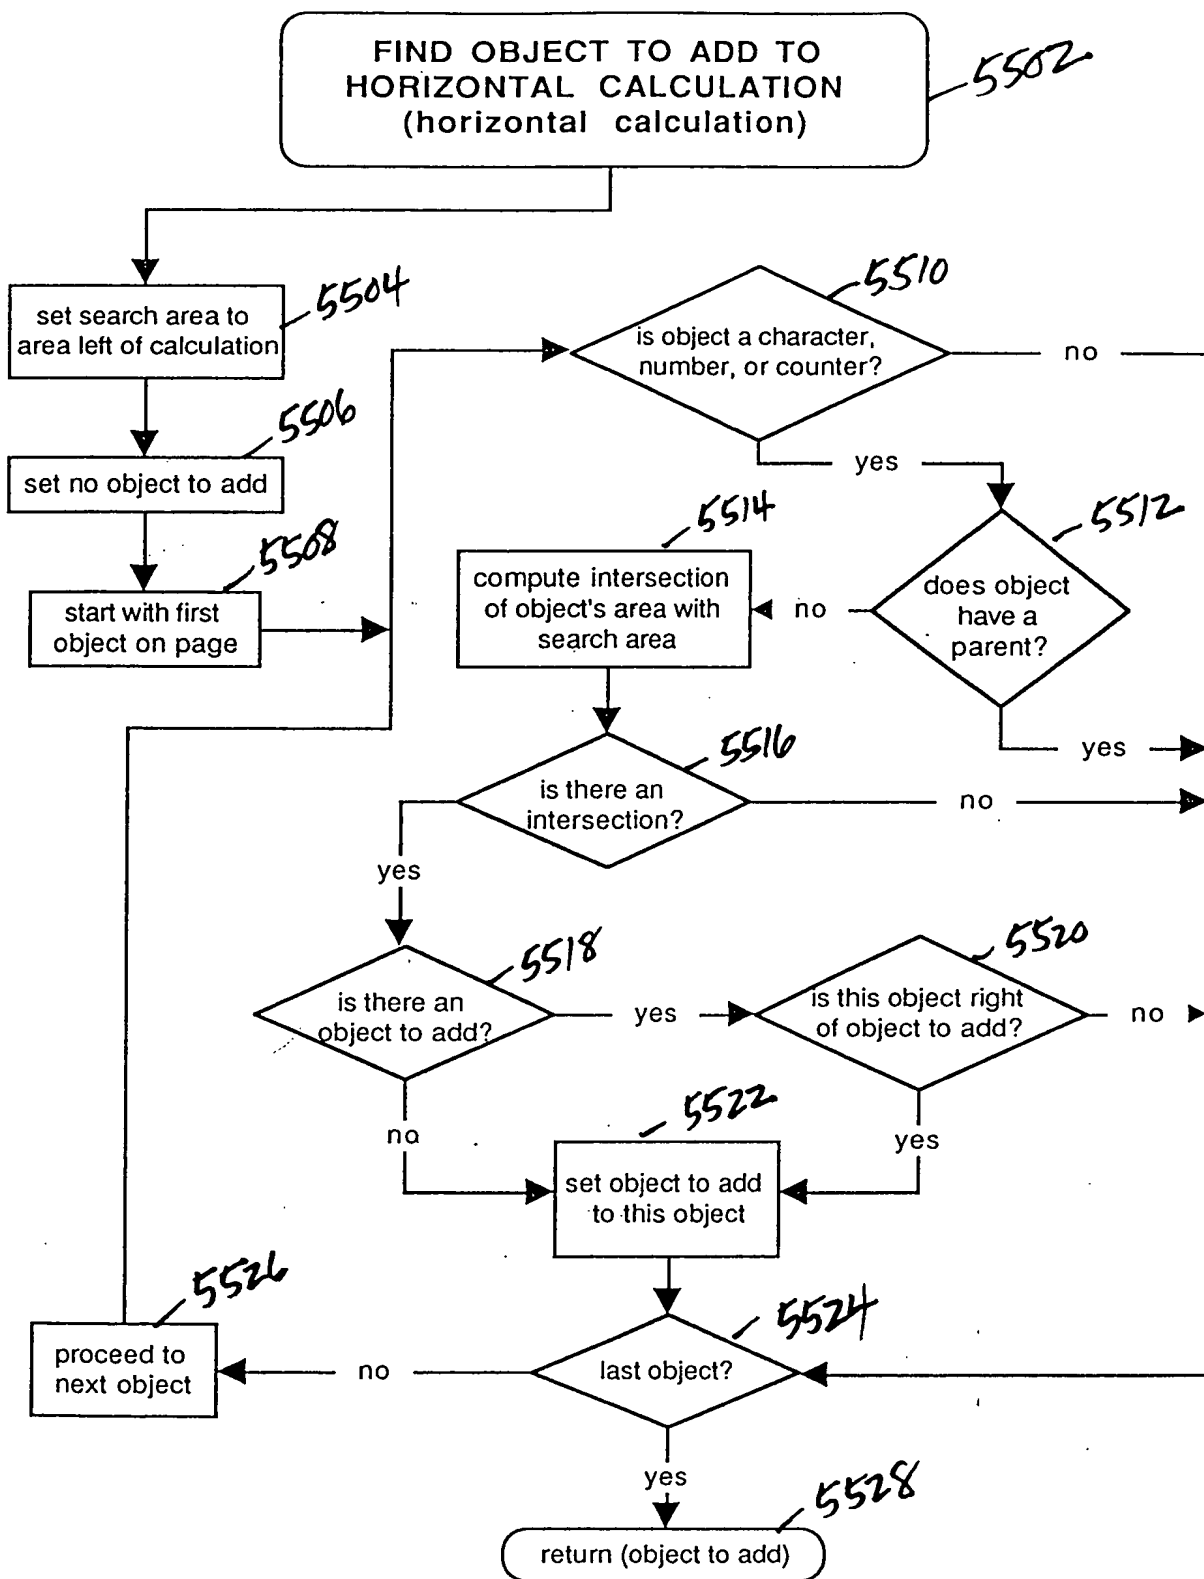 FIND OBJECT TO ADD TO
HORIZONTAL CALCULATION
(horizontal calculation)
5502
set search area to
area left of calculation
5504
set no object to add
5506
start with first
object on page
5508
is object a character,
number, or counter?
5510
no
yes
does object
have a
parent?
5512
no
yes
compute intersection
of object's area with
search area
5514
is there an
intersection?
5516
no
yes
is there an
object to add?
5518
yes
no
is this object right
of object to add?
5520
no
yes
set object to add
to this object
5522
last object?
5524
no
proceed to
next object
5526
yes
return (object to add)
5528